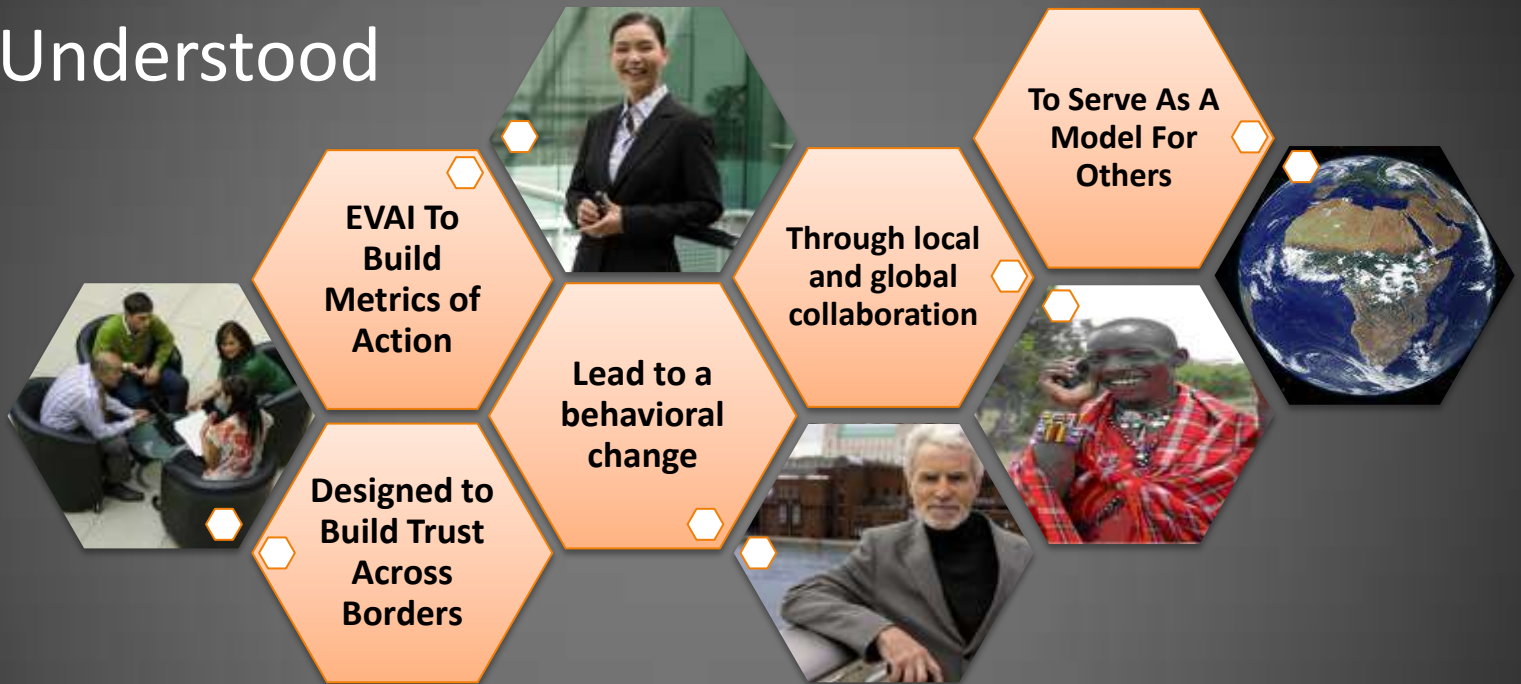 Understood
EVAI To
Build
Metrics of
Action
Designed to
Build Trust
Across
Borders
Lead to a
behavioral
change
Through local
and global
collaboration
To Serve As A
Model For
Others